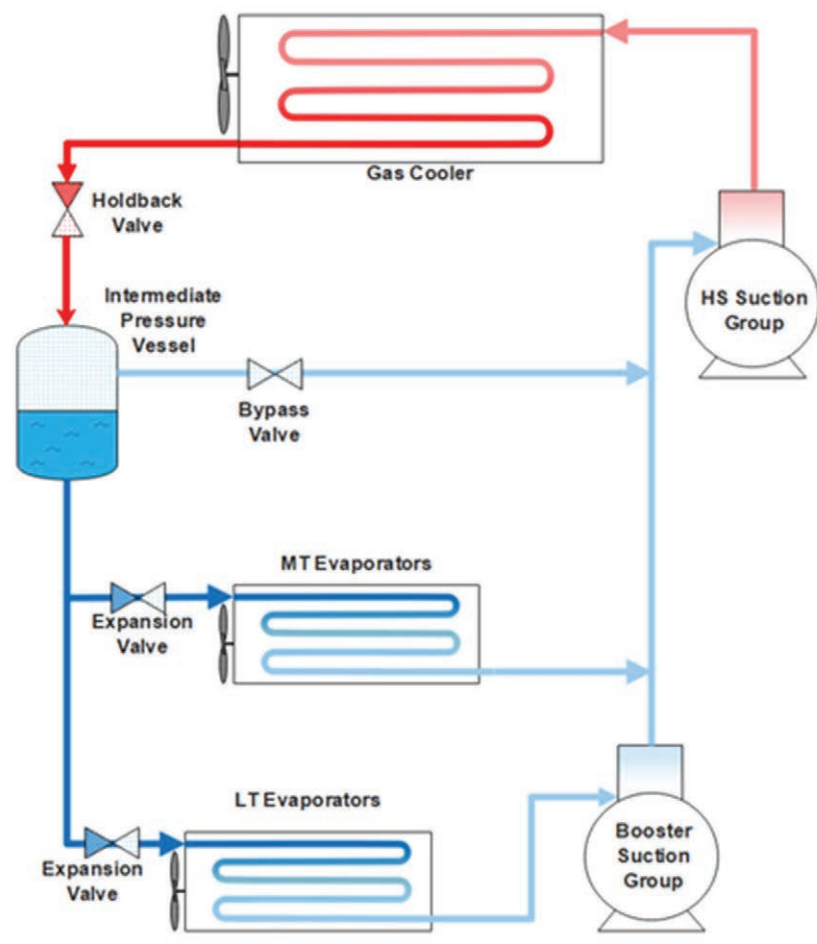 Gas Cooler
Holdback
Valve
Intermediate
Pressure
Vessel
HS Suction
Group
Bypass
Valve
MT Evaporators
Expansion
Valve
LT Evaporators
Booster
Suction
Group
Expansion
Valve